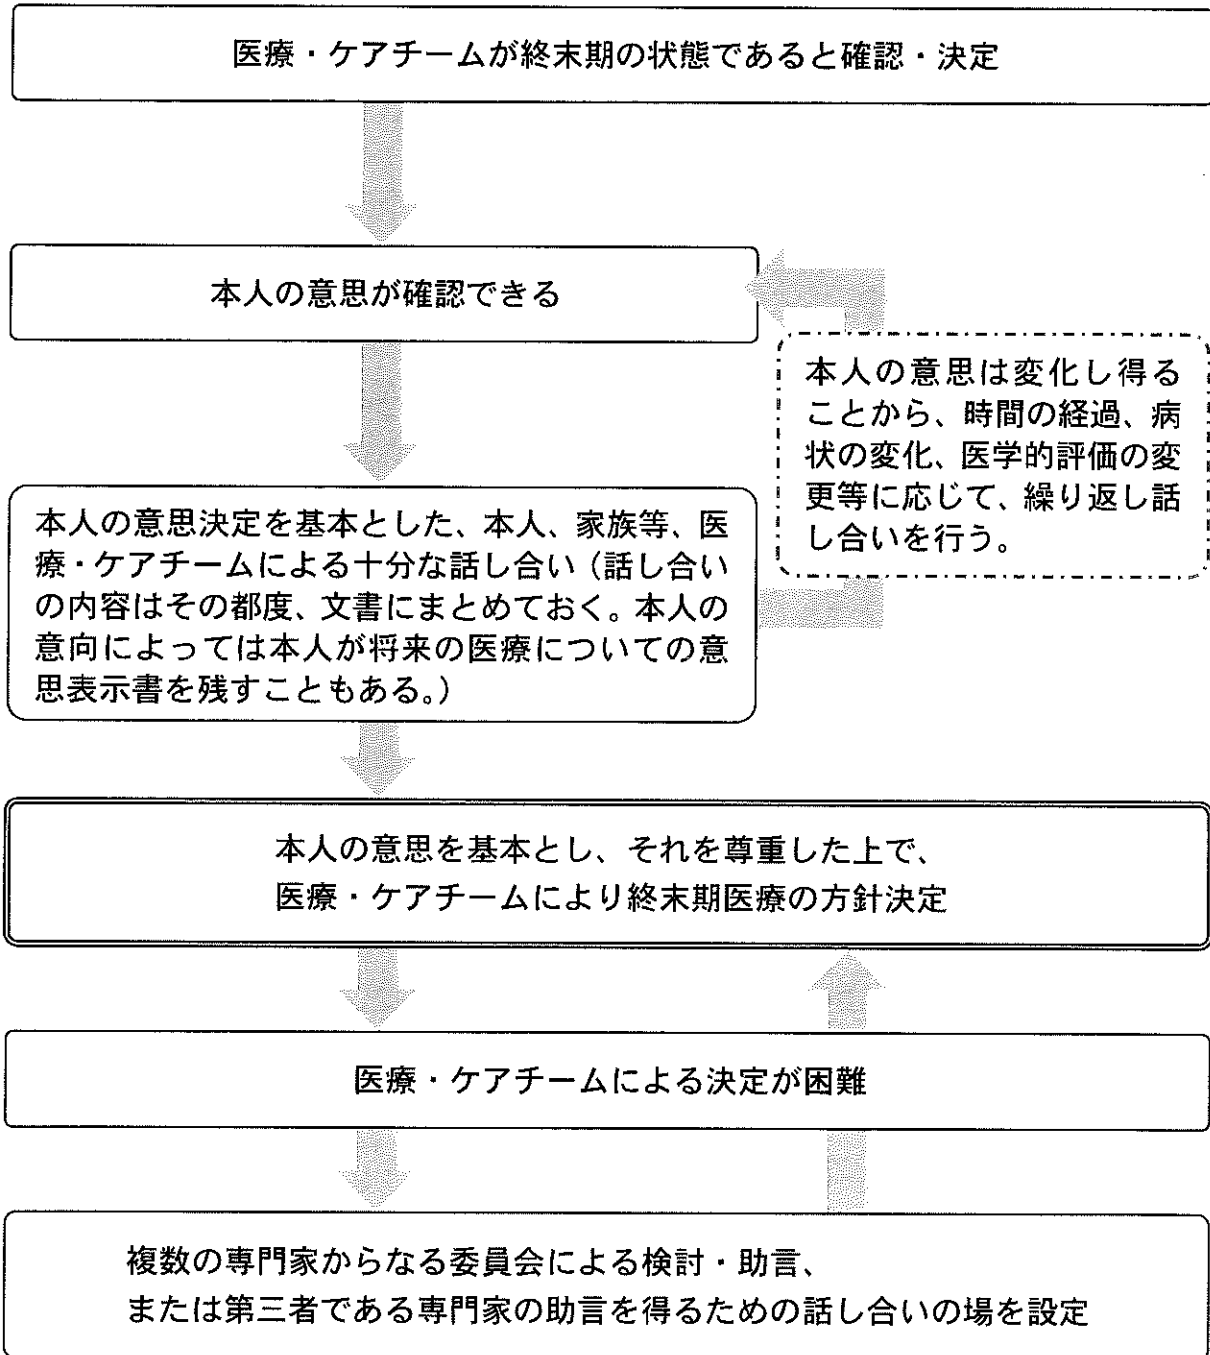 医療・ケアチームが終末期の状態であると確認・決定
本人の意思が確認できる
本人の意思は変化し得る
ことから、時間の経過、病
状の変化、医学的評価の変
更等に応じて、繰り返し話
し合いを行う。
本人の意思決定を基本とした、本人、家族等、医
療・ケアチームによる十分な話し合い（話し合い
の内容はその都度、文書にまとめておく。本人の
意向によっては本人が将来の医療についての意
思表示書を残すこともある。）
本人の意思を基本とし、それを尊重した上で、
医療・ケアチームにより終末期医療の方針決定
医療・ケアチームによる決定が困難
複数の専門家からなる委員会による検討・助言、
または第三者である専門家の助言を得るための話し合いの場を設定